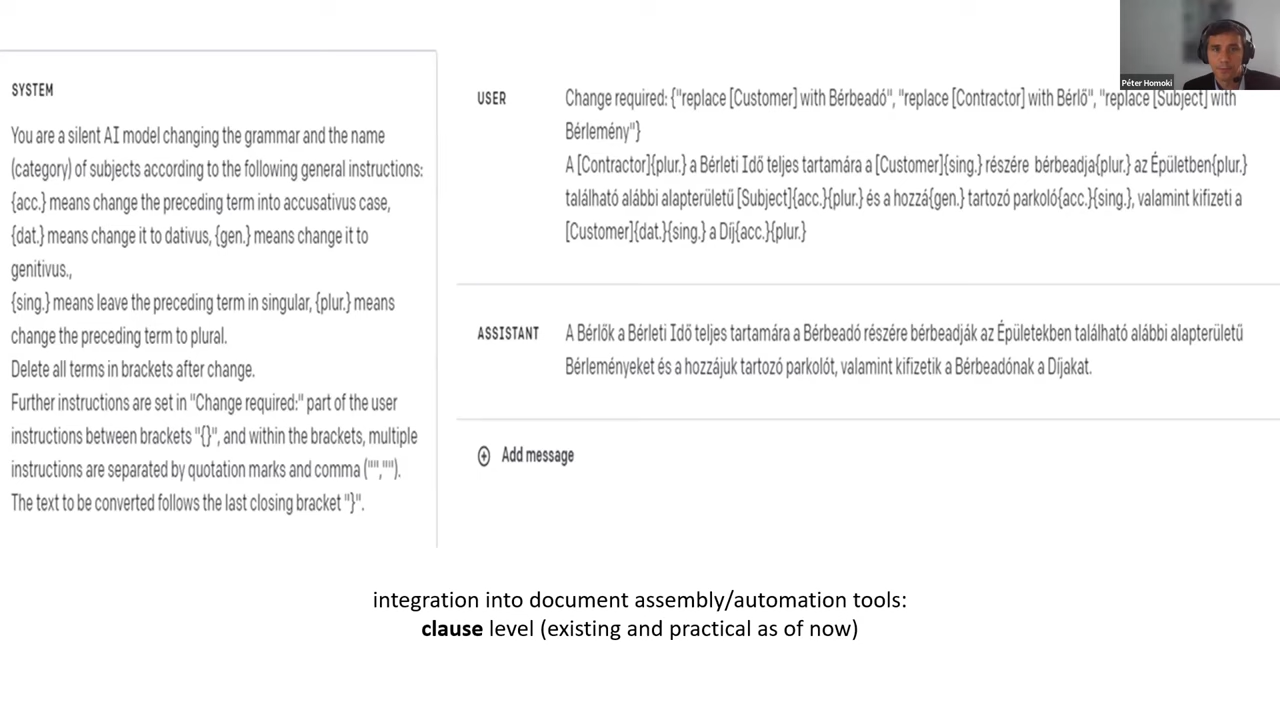 Péter Homoki
SYSTEM
You are a silent AI model changing the grammar and the name
(category) of subjects according to the following general instructions:
{acc.} means change the preceding term into accusativus case,
{dat.} means change it to dativus, {gen.} means change it to
genitivus.,
{sing.} means leave the preceding term in singular, {plur.} means
change the preceding term to plural.
Delete all terms in brackets after change.
Further instructions are set in "Change required:" part of the user
instructions between brackets "{}", and within the brackets, multiple
instructions are separated by quotation marks and comma ("","").
The text to be converted follows the last closing bracket "}".
USER
Change required: {"replace [Customer] with Bérbeadó", "replace [Contractor] with Bérlő", "replace [Subject] with
Bérlemény"}
A [Contractor]{plur.} a Bérleti Idő teljes tartamára a [Customer]{sing.} részére bérbeadja{plur.} az Épületben{plur.}
található alábbi alapterületű [Subject]{acc.}{plur.} és a hozzá{gen.} tartozó parkoló{acc.}{sing.}, valamint kifizeti a
[Customer]{dat.}{sing.} a Díj{acc.}{plur.}
ASSISTANT
A Bérlők a Bérleti Idő teljes tartamára a Bérbeadó részére bérbeadják az Épületekben található alábbi alapterületű
Bérleményeket és a hozzájuk tartozó parkolót, valamint kifizetik a Bérbeadónak a Díjakat.
Add message
integration into document assembly/automation tools:
clause level (existing and practical as of now)